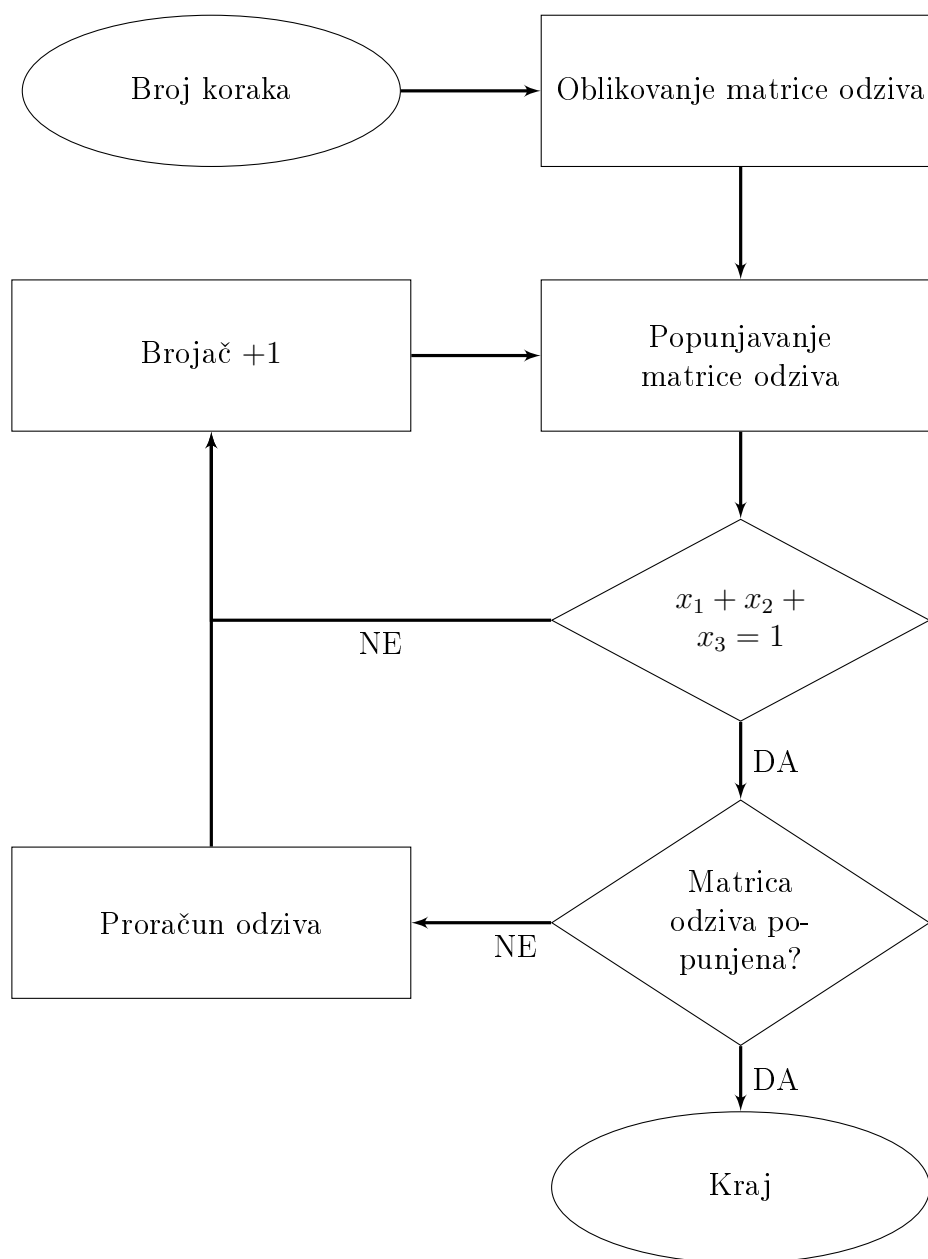 Broj koraka
Oblikovanje matrice odziva
Brojač +1
Popunjavanje
matrice odziva
x₁ + x₂ +
x₃ = 1
NE
DA
Proračun odziva
Matrica
odziva po-
punjena?
NE
DA
Kraj